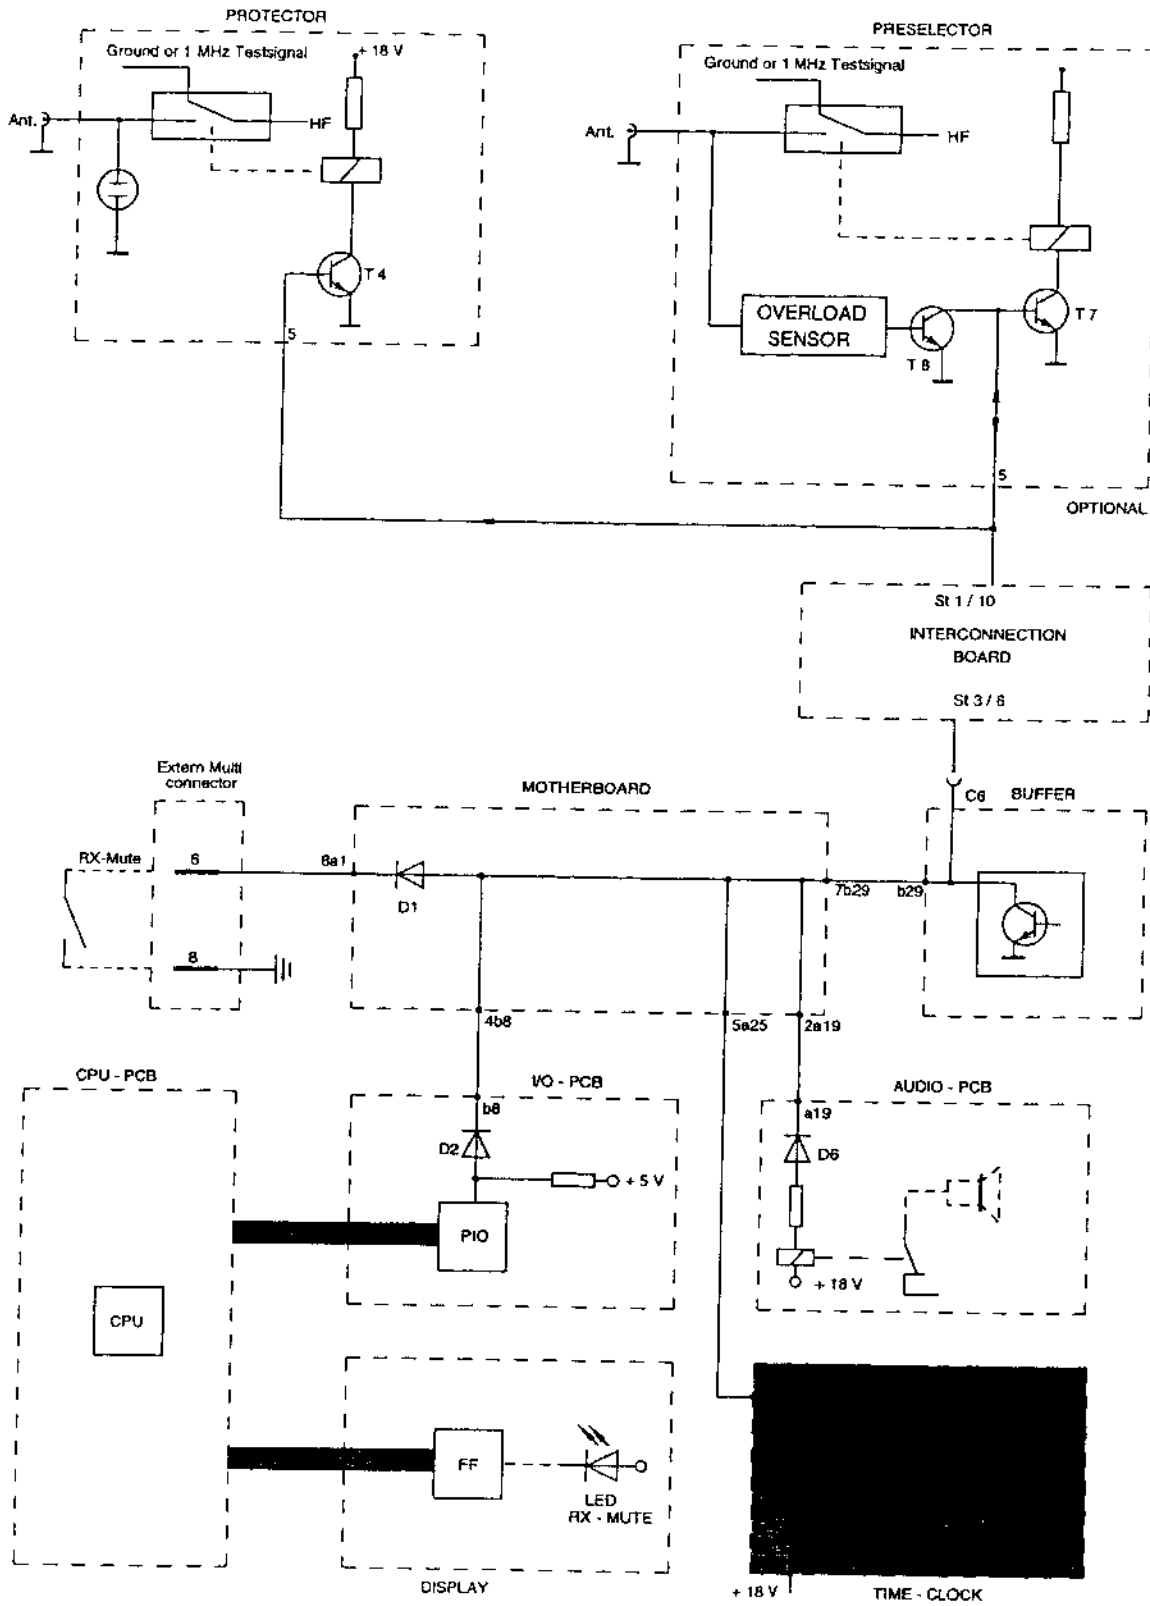 PROTECTOR
Ground or 1 MHz Testsignal
+ 18 V
Ant.
HF
T 4
5
PRESELECTOR
Ground or 1 MHz Testsignal
Ant.
HF
OVERLOAD
SENSOR
T 8
T 7
5
OPTIONAL
St 1 / 10
INTERCONNECTION
BOARD
St 3 / 6
Extern Multi
connector
RX-Mute
6
8
MOTHERBOARD
8a1
D1
7b29
b29
C6
BUFFER
4b8
5a25
2a19
CPU - PCB
CPU
I/O - PCB
b8
D2
+ 5 V
PIO
AUDIO - PCB
a19
D6
+ 18 V
FF
LED
RX - MUTE
DISPLAY
+ 18 V
TIME - CLOCK